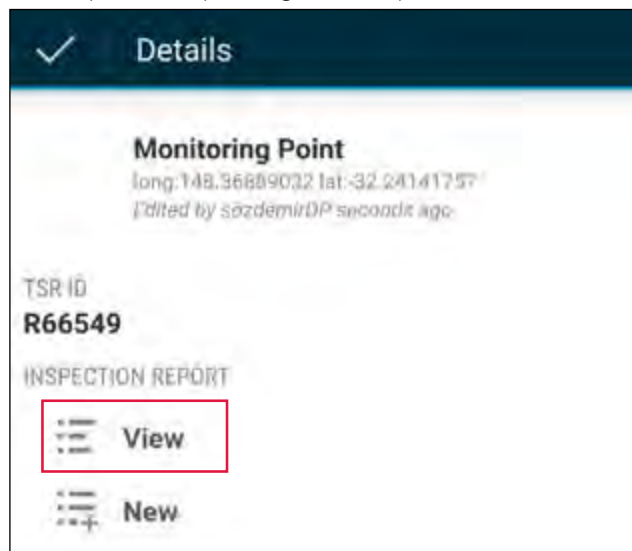 Details
Monitoring Point
long:148.36889032 lat:-32.24141757
Edited by sozdemirDP seconds ago
TSR ID
R66549
INSPECTION REPORT
View
New